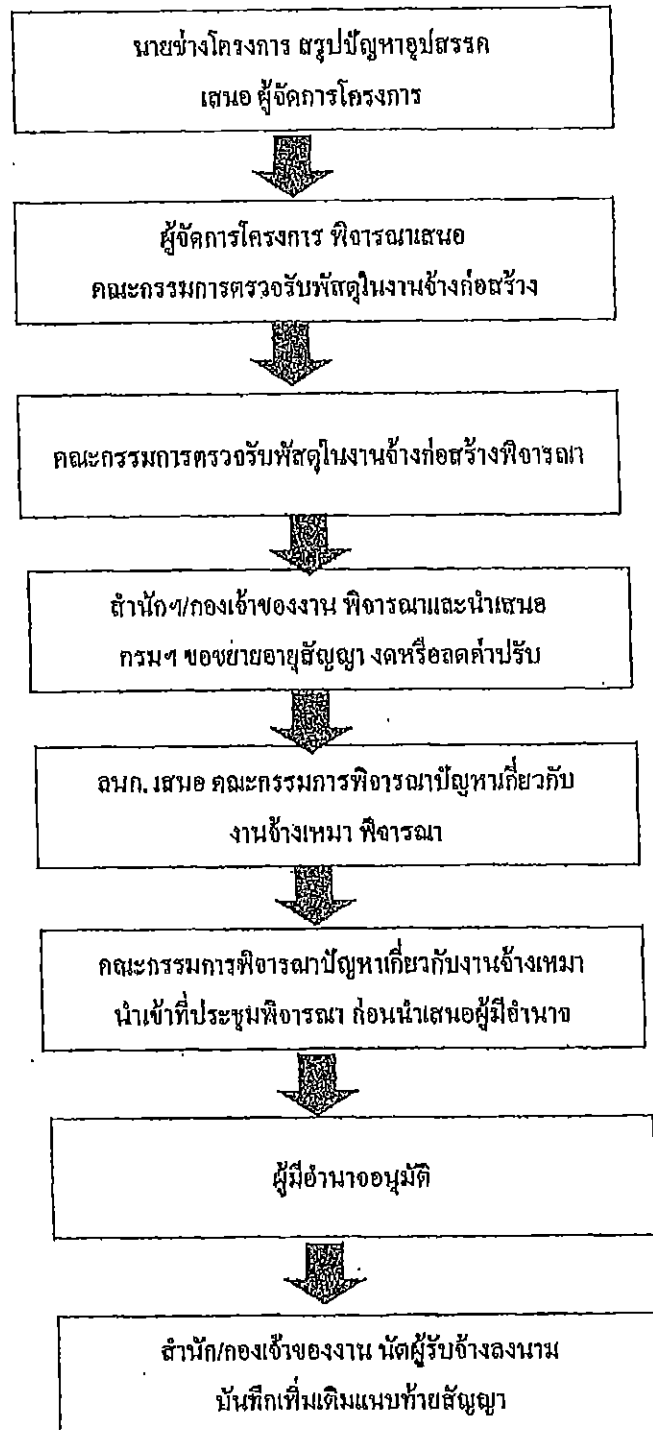 นายช่างโครงการ สรุปปัญหาอุปสรรค
เสนอ ผู้จัดการโครงการ
ผู้จัดการโครงการ พิจารณาเสนอ
คณะกรรมการตรวจรับพัสดุในงานจ้างก่อสร้าง
คณะกรรมการตรวจรับพัสดุในงานจ้างก่อสร้างพิจารณา
สำนักฯ/กองเจ้าของงาน พิจารณาและนำเสนอ
กรมฯ ขอขยายอายุสัญญา งดหรือลดค่าปรับ
ลนก. เสนอ คณะกรรมการพิจารณาปัญหาเกี่ยวกับ
งานจ้างเหมา พิจารณา
คณะกรรมการพิจารณาปัญหาเกี่ยวกับงานจ้างเหมา
นำเข้าที่ประชุมพิจารณา ก่อนนำเสนอผู้มีอำนาจ
ผู้มีอำนาจอนุมัติ
สำนัก/กองเจ้าของงาน นัดผู้รับจ้างลงนาม
บันทึกเพิ่มเติมแนบท้ายสัญญา